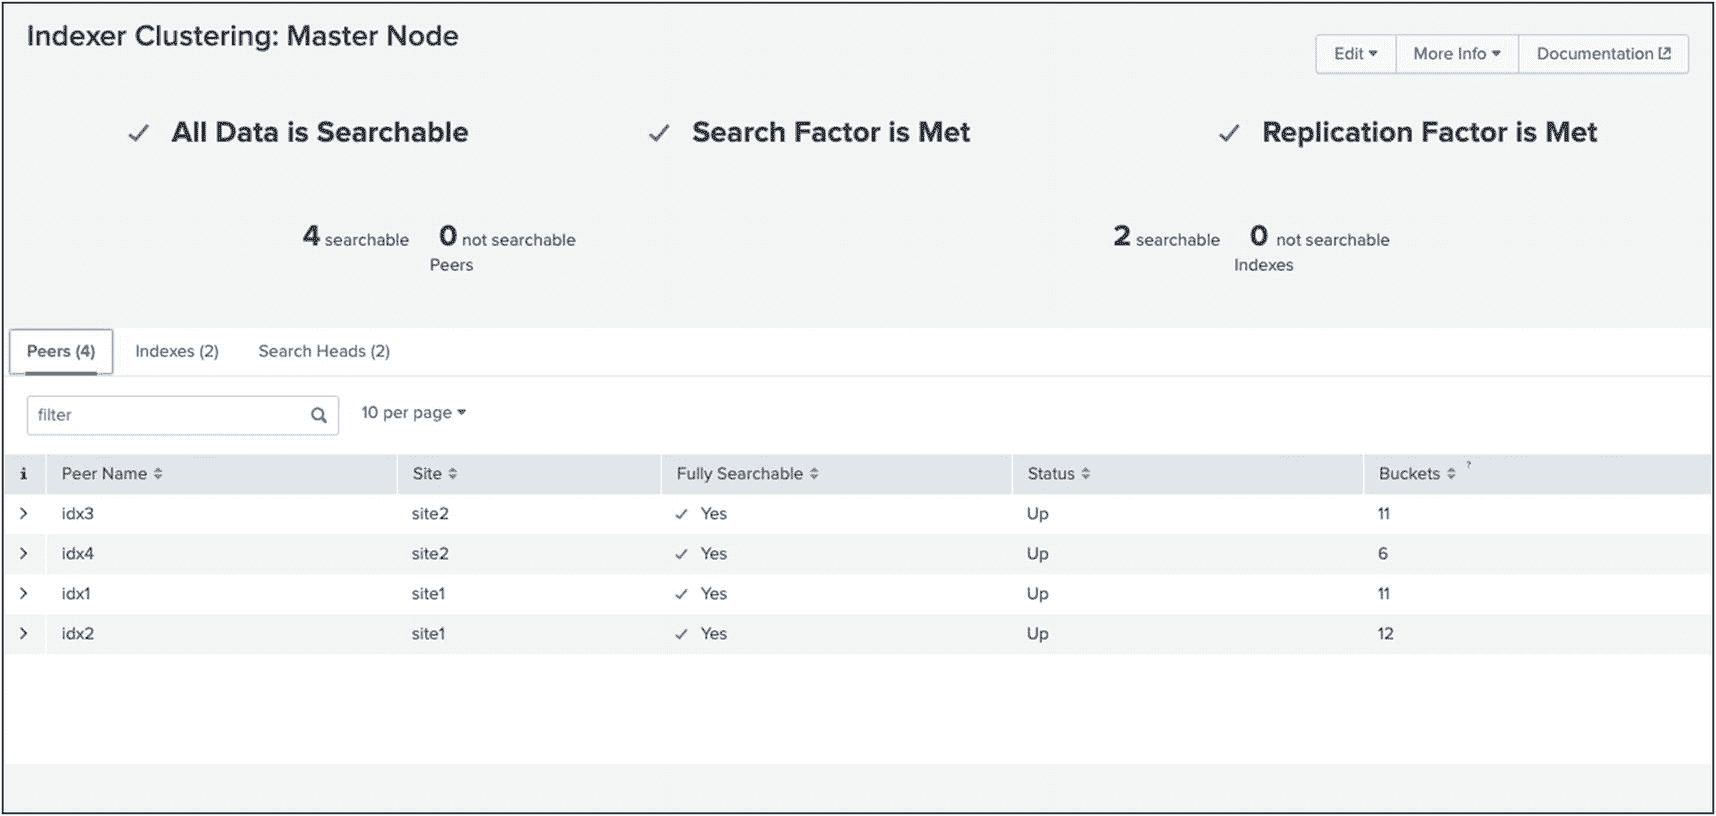 Indexer Clustering: Master Node
Edit More Info Documentation
All Data is Searchable Search Factor is Met Replication Factor is Met
4 searchable 0 not searchable 2 searchable 0 not searchable
Peers Indexes
Peers (4) Indexes (2) Search Heads (2)
filter 10 per page
i Peer Name Site Fully Searchable Status Buckets ?
idx3 site2 Yes Up 11
idx4 site2 Yes Up 6
idx1 site1 Yes Up 11
idx2 site1 Yes Up 12